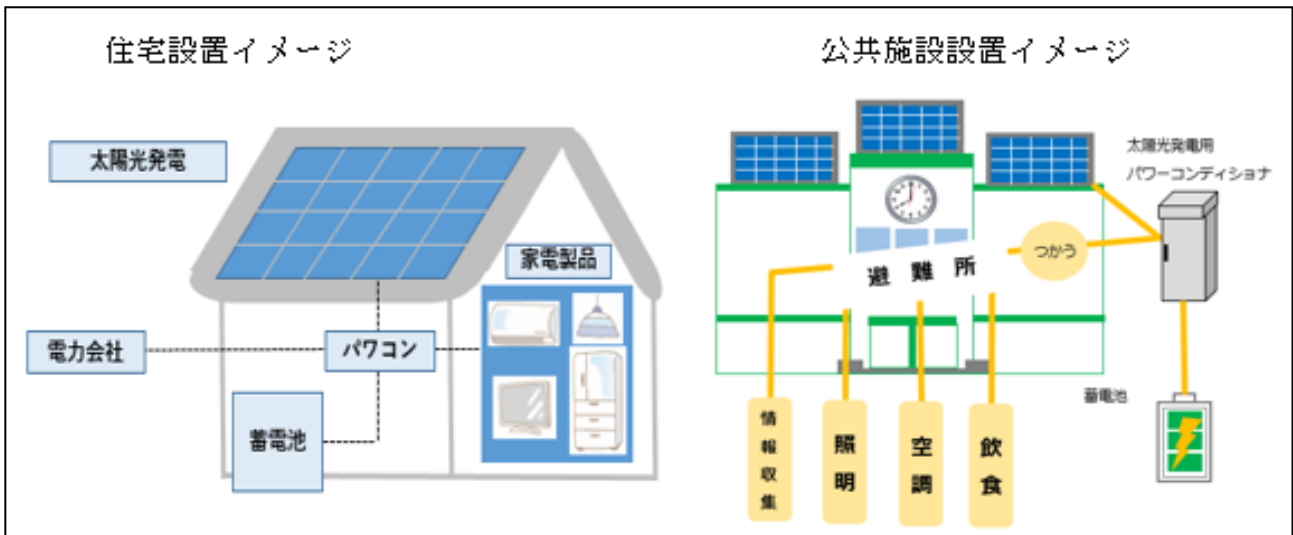 住宅設置イメージ
太陽光発電
家電製品
電力会社
パワコン
蓄電池
公共施設設置イメージ
太陽光発電用
パワーコンディショナ
つかう
避難所
蓄電池
情報収集
照明
空調
飲食